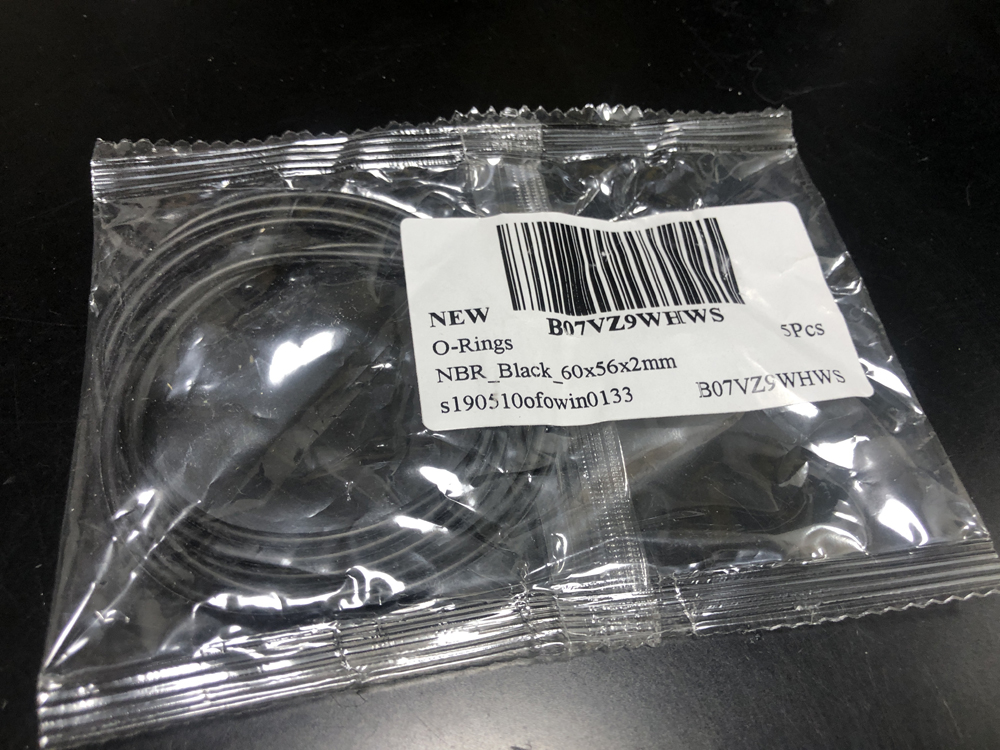 B07VZ9WHWS
NEW
5Pcs
O-Rings
NBR_Black_60x56x2mm
s190510ofowin0133
B07VZ9WHWS